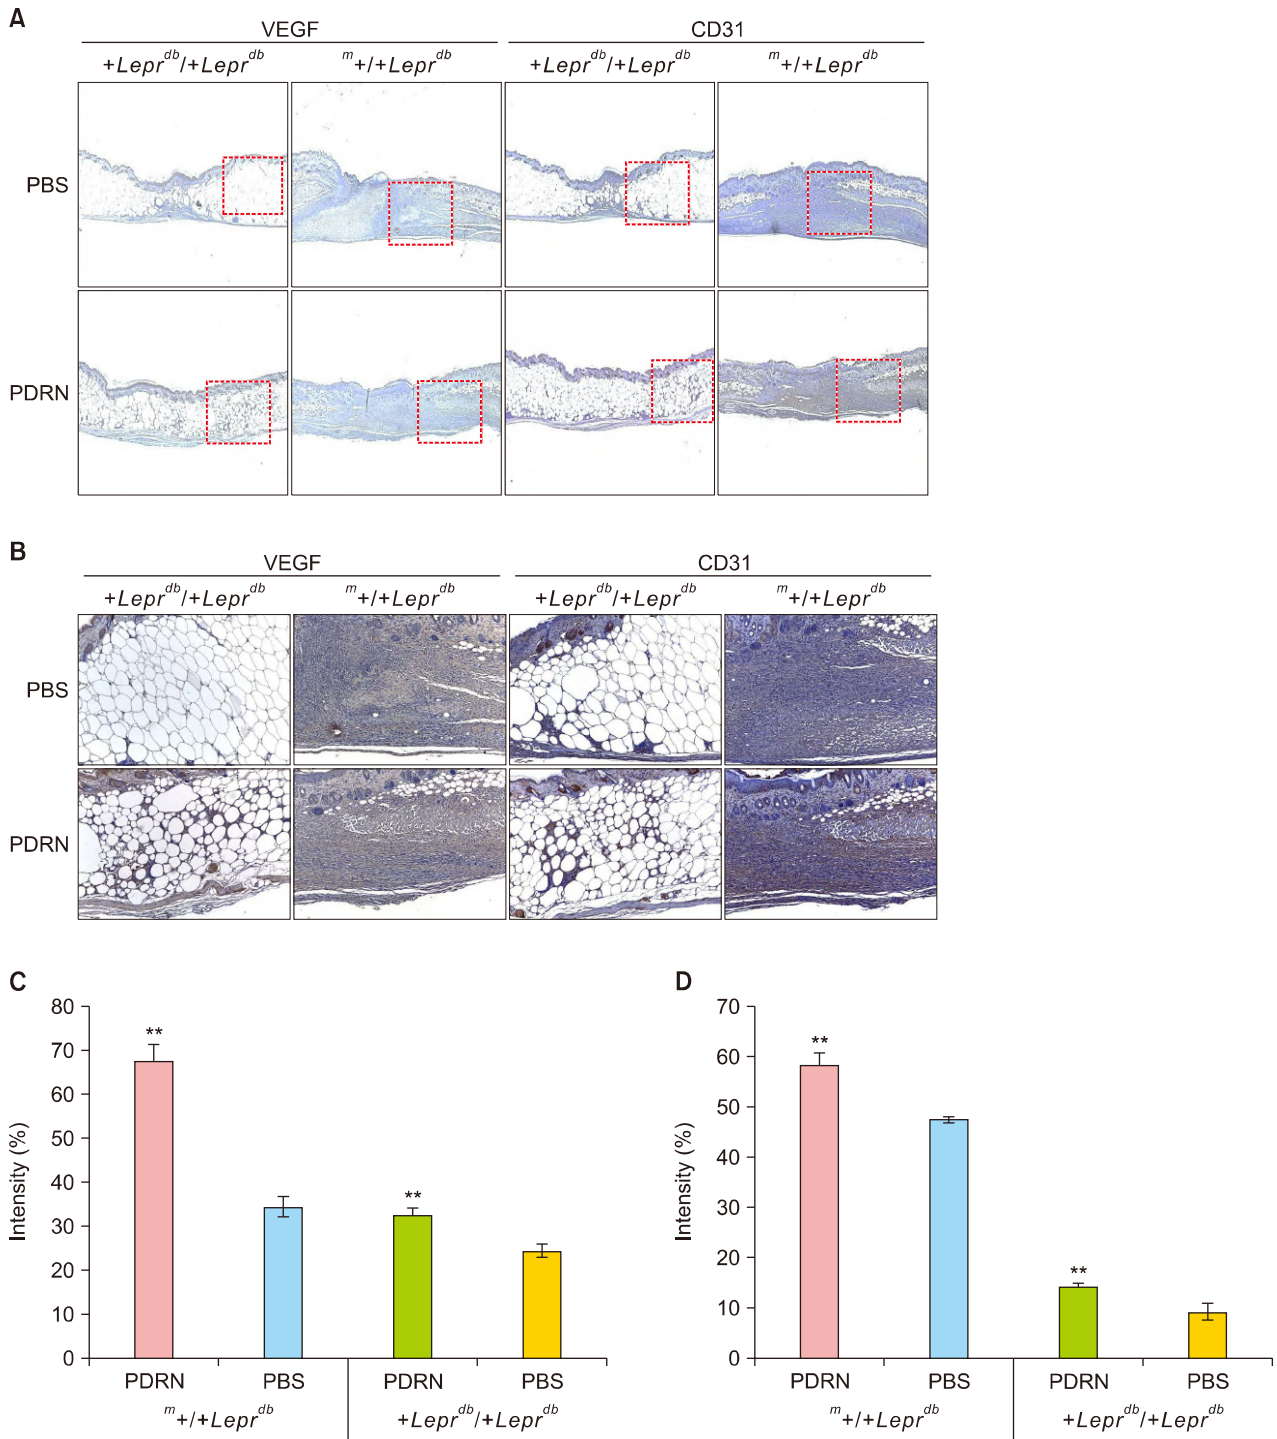 A
VEGF CD31
+Lepr^db/+Lepr^db ^m+/+Lepr^db +Lepr^db/+Lepr^db ^m+/+Lepr^db
PBS
PDRN
B
VEGF CD31
+Lepr^db/+Lepr^db ^m+/+Lepr^db +Lepr^db/+Lepr^db ^m+/+Lepr^db
PBS
PDRN
C
80
70
60
50
40
30
20
10
0
Intensity (%)
**
**
PDRN PBS PDRN PBS
^m+/+Lepr^db +Lepr^db/+Lepr^db
D
70
60
50
40
30
20
10
0
Intensity (%)
**
**
PDRN PBS PDRN PBS
^m+/+Lepr^db +Lepr^db/+Lepr^db